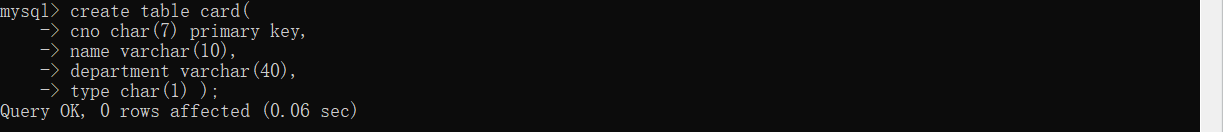 mysql> create table card(
    -> cno char(7) primary key,
    -> name varchar(10),
    -> department varchar(40),
    -> type char(1) );
Query OK, 0 rows affected (0.06 sec)